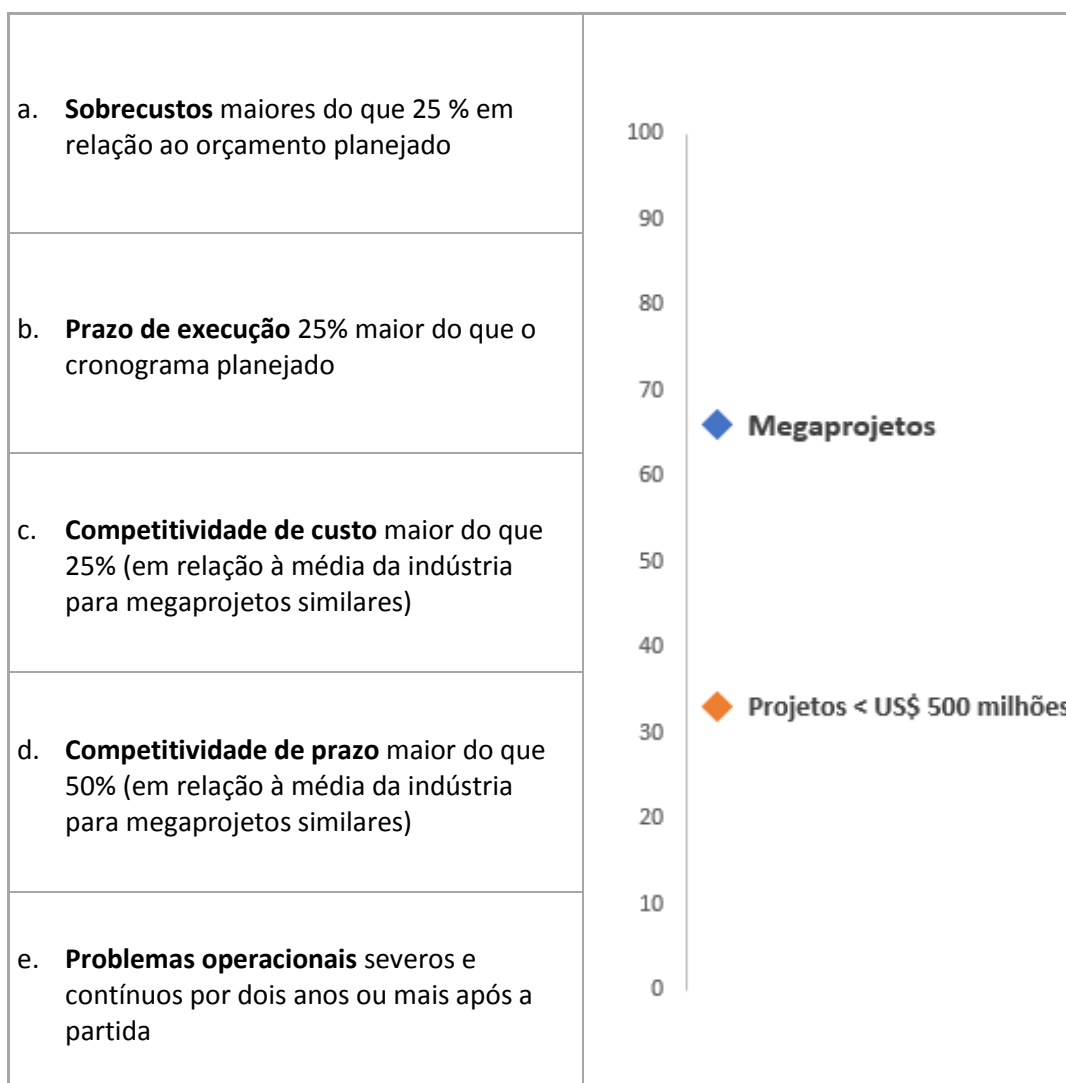 a. Sobrecustos maiores do que 25 % em
relação ao orçamento planejado
b. Prazo de execução 25% maior do que o
cronograma planejado
c. Competitividade de custo maior do que
25% (em relação à média da indústria
para megaprojetos similares)
d. Competitividade de prazo maior do que
50% (em relação à média da indústria
para megaprojetos similares)
e. Problemas operacionais severos e
contínuos por dois anos ou mais após a
partida
100
90
80
70
Megaprojetos
60
50
40
Projetos < US$ 500 milhões
30
20
10
0